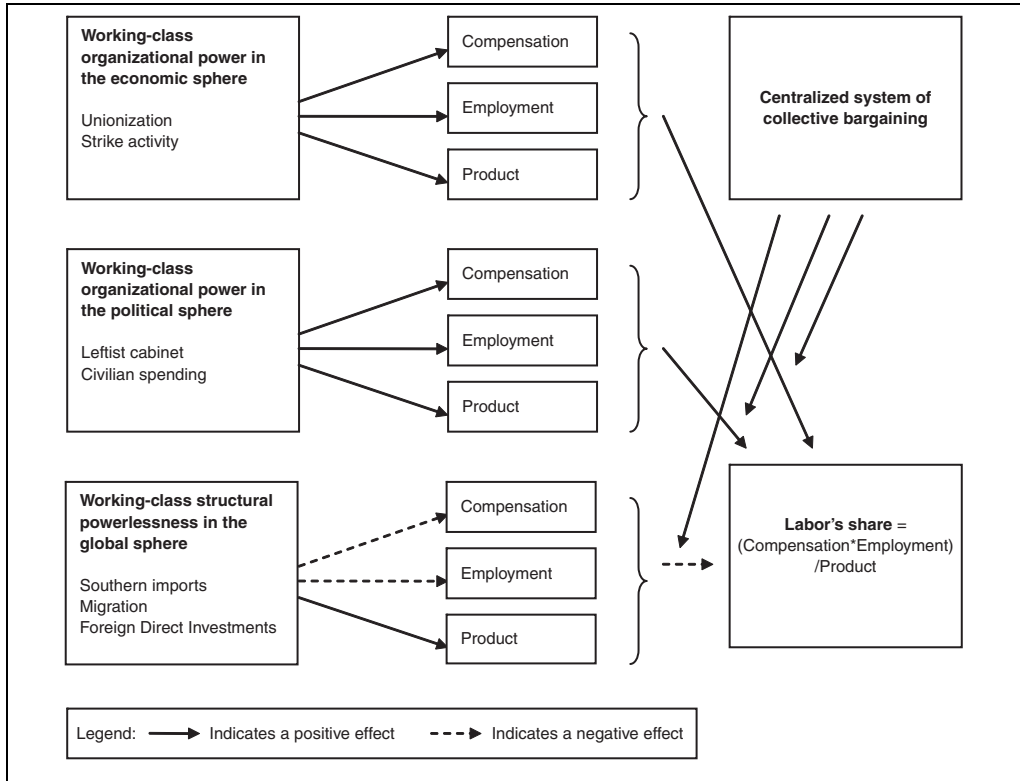 Working-class
organizational power in
the economic sphere
Unionization
Strike activity
Compensation
Employment
Product
Centralized system of
collective bargaining
Working-class
organizational power in
the political sphere
Leftist cabinet
Civilian spending
Compensation
Employment
Product
Working-class structural
powerlessness in the
global sphere
Southern imports
Migration
Foreign Direct Investments
Compensation
Employment
Product
Labor’s share =
(Compensation*Employment)
/Product
Legend: Indicates a positive effect Indicates a negative effect